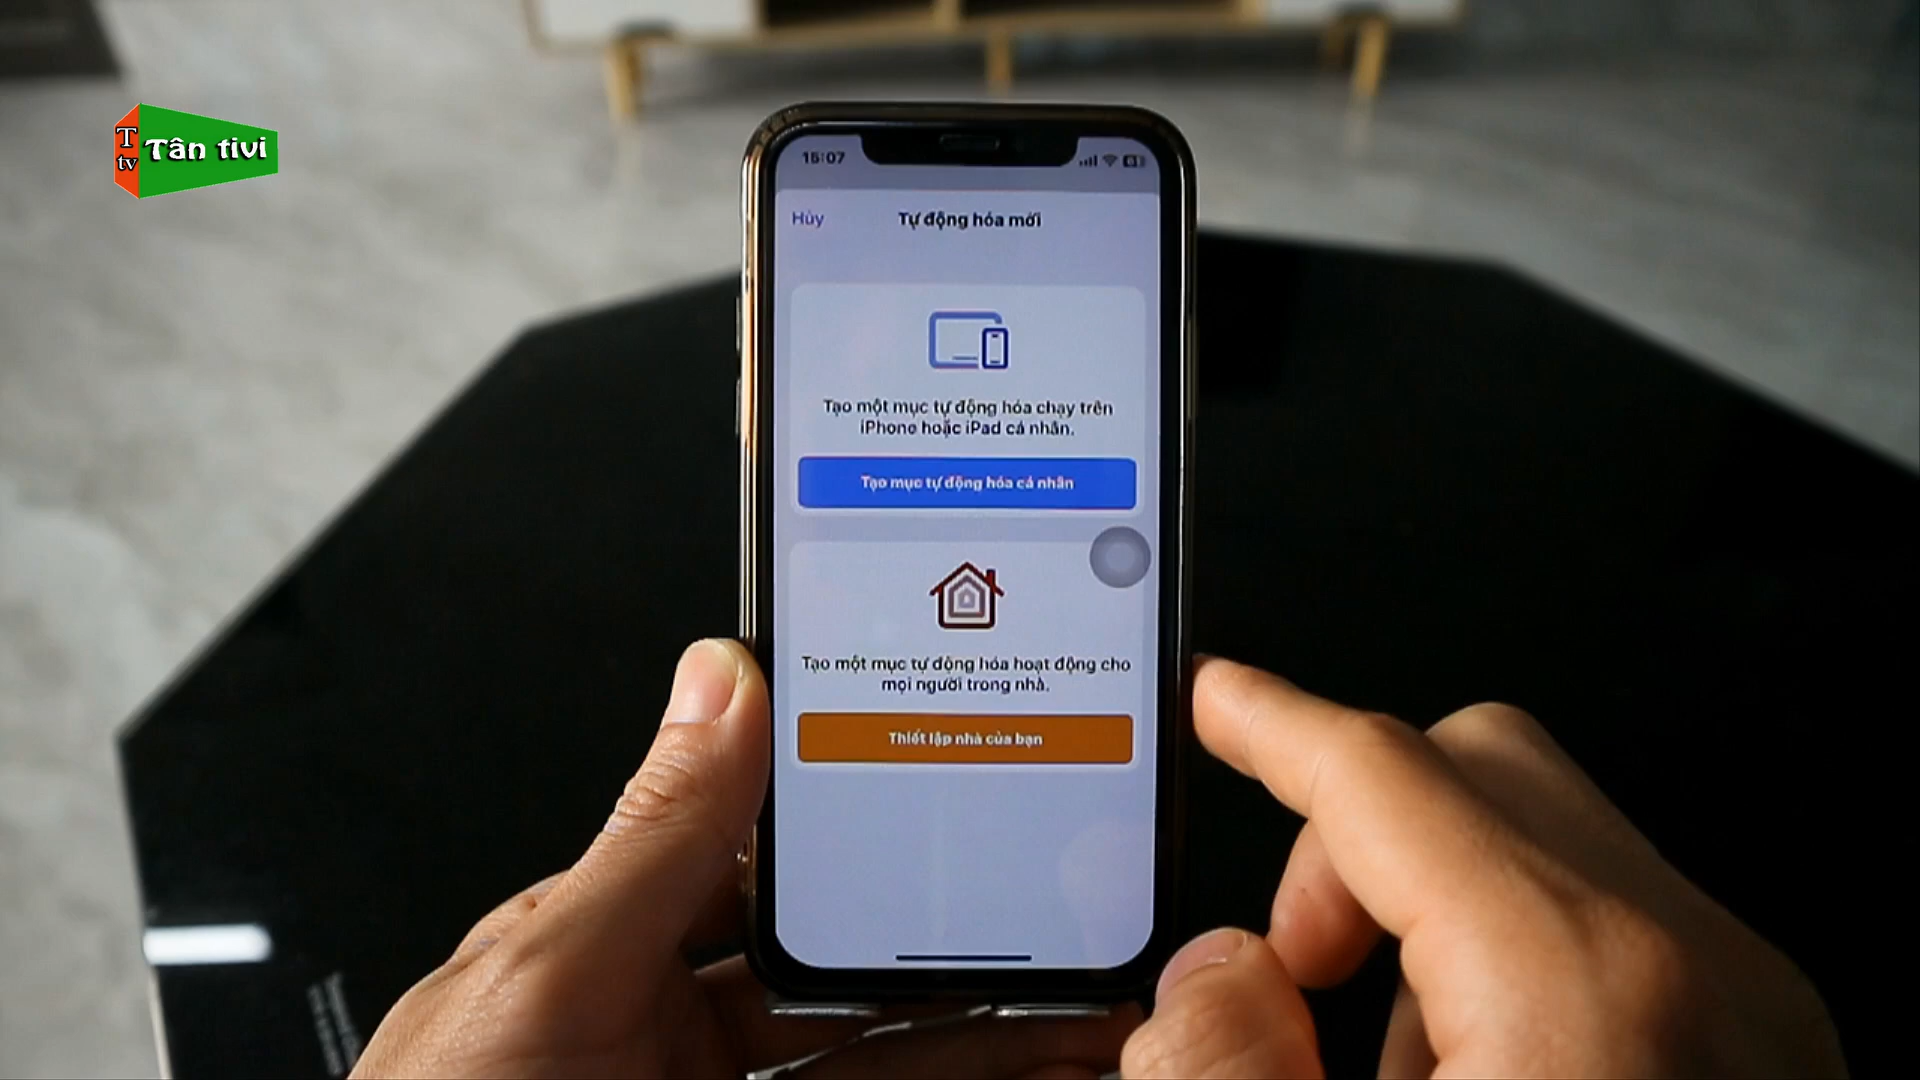 T
tv
Tân tivi
15:07
Hủy
Tự động hóa mới
Tạo một mục tự động hóa chạy trên
iPhone hoặc iPad cá nhân.
Tạo mục tự động hóa cá nhân
Tạo một mục tự động hóa hoạt động cho
mọi người trong nhà.
Thiết lập nhà của bạn